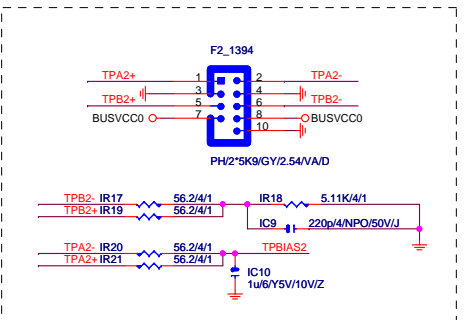 F2_1394
TPA2+ 1 2 TPA2-
3 4
TPB2+ 5 6 TPB2-
BUSVCC0 7 8 BUSVCC0
10
PH/2*5K9/GY/2.54/VA/D
TPB2- IR17 56.2/4/1 IR18 5.11K/4/1
TPB2+ IR19 56.2/4/1 IC9 220p/4/NPO/50V/J
TPA2- IR20 56.2/4/1 TPBIAS2
TPA2+ IR21 56.2/4/1
IC10
1u/6/Y5V/10V/Z